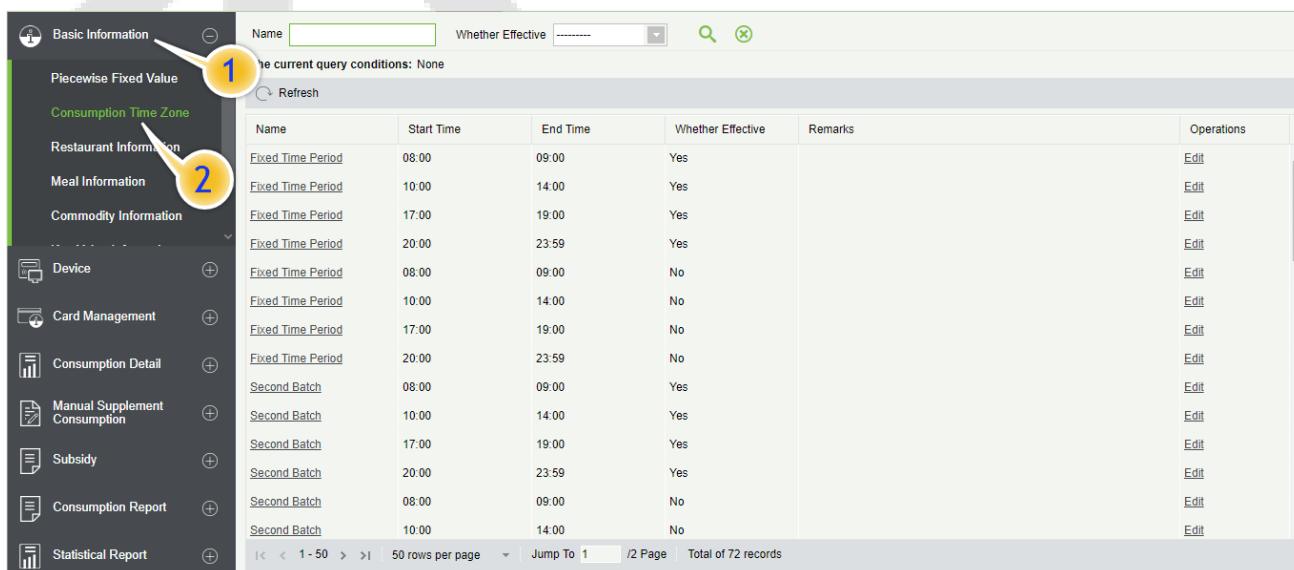 Basic Information
Piecewise Fixed Value
Consumption Time Zone
Restaurant Information
Meal Information
Commodity Information
Device
Card Management
Consumption Detail
Manual Supplement
Consumption
Subsidy
Consumption Report
Statistical Report
1
2
Name Whether Effective ---------
he current query conditions: None
Refresh
Name Start Time End Time Whether Effective Remarks Operations
Fixed Time Period 08:00 09:00 Yes Edit
Fixed Time Period 10:00 14:00 Yes Edit
Fixed Time Period 17:00 19:00 Yes Edit
Fixed Time Period 20:00 23:59 Yes Edit
Fixed Time Period 08:00 09:00 No Edit
Fixed Time Period 10:00 14:00 No Edit
Fixed Time Period 17:00 19:00 No Edit
Fixed Time Period 20:00 23:59 No Edit
Second Batch 08:00 09:00 Yes Edit
Second Batch 10:00 14:00 Yes Edit
Second Batch 17:00 19:00 Yes Edit
Second Batch 20:00 23:59 Yes Edit
Second Batch 08:00 09:00 No Edit
Second Batch 10:00 14:00 No Edit
|< < 1 - 50 > >| 50 rows per page Jump To 1 /2 Page Total of 72 records